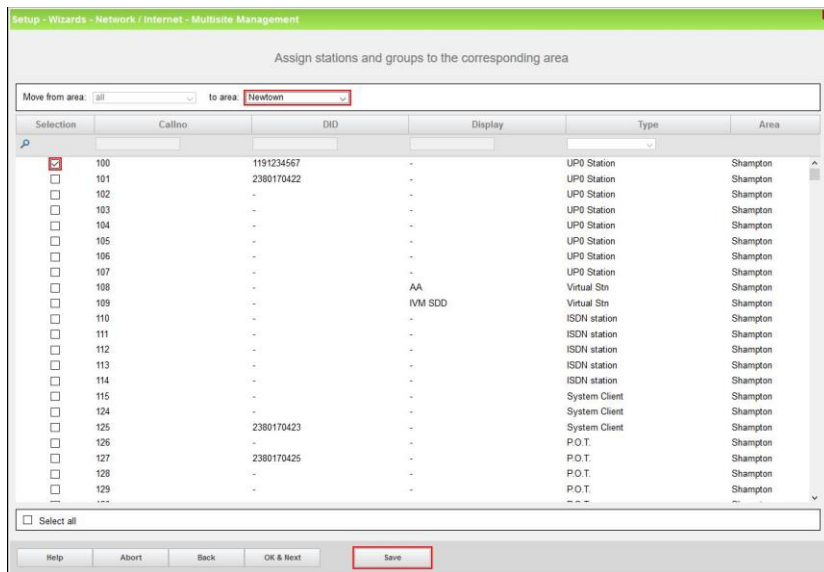 Setup - Wizards - Network / Internet - Multisite Management
Assign stations and groups to the corresponding area
Move from area: all to area: Newtown
Selection Callno DID Display Type Area
100 1191234567 - UP0 Station Shampton
101 2380170422 - UP0 Station Shampton
102 - - UP0 Station Shampton
103 - - UP0 Station Shampton
104 - - UP0 Station Shampton
105 - - UP0 Station Shampton
106 - - UP0 Station Shampton
107 - - UP0 Station Shampton
108 - AA Virtual Stn Shampton
109 - IVM SDD Virtual Stn Shampton
110 - - ISDN station Shampton
111 - - ISDN station Shampton
112 - - ISDN station Shampton
113 - - ISDN station Shampton
114 - - ISDN station Shampton
115 - - System Client Shampton
124 - - System Client Shampton
125 2380170423 - System Client Shampton
126 - - P.O.T. Shampton
127 2380170425 - P.O.T. Shampton
128 - - P.O.T. Shampton
129 - - P.O.T. Shampton
Select all
Help Abort Back OK & Next Save